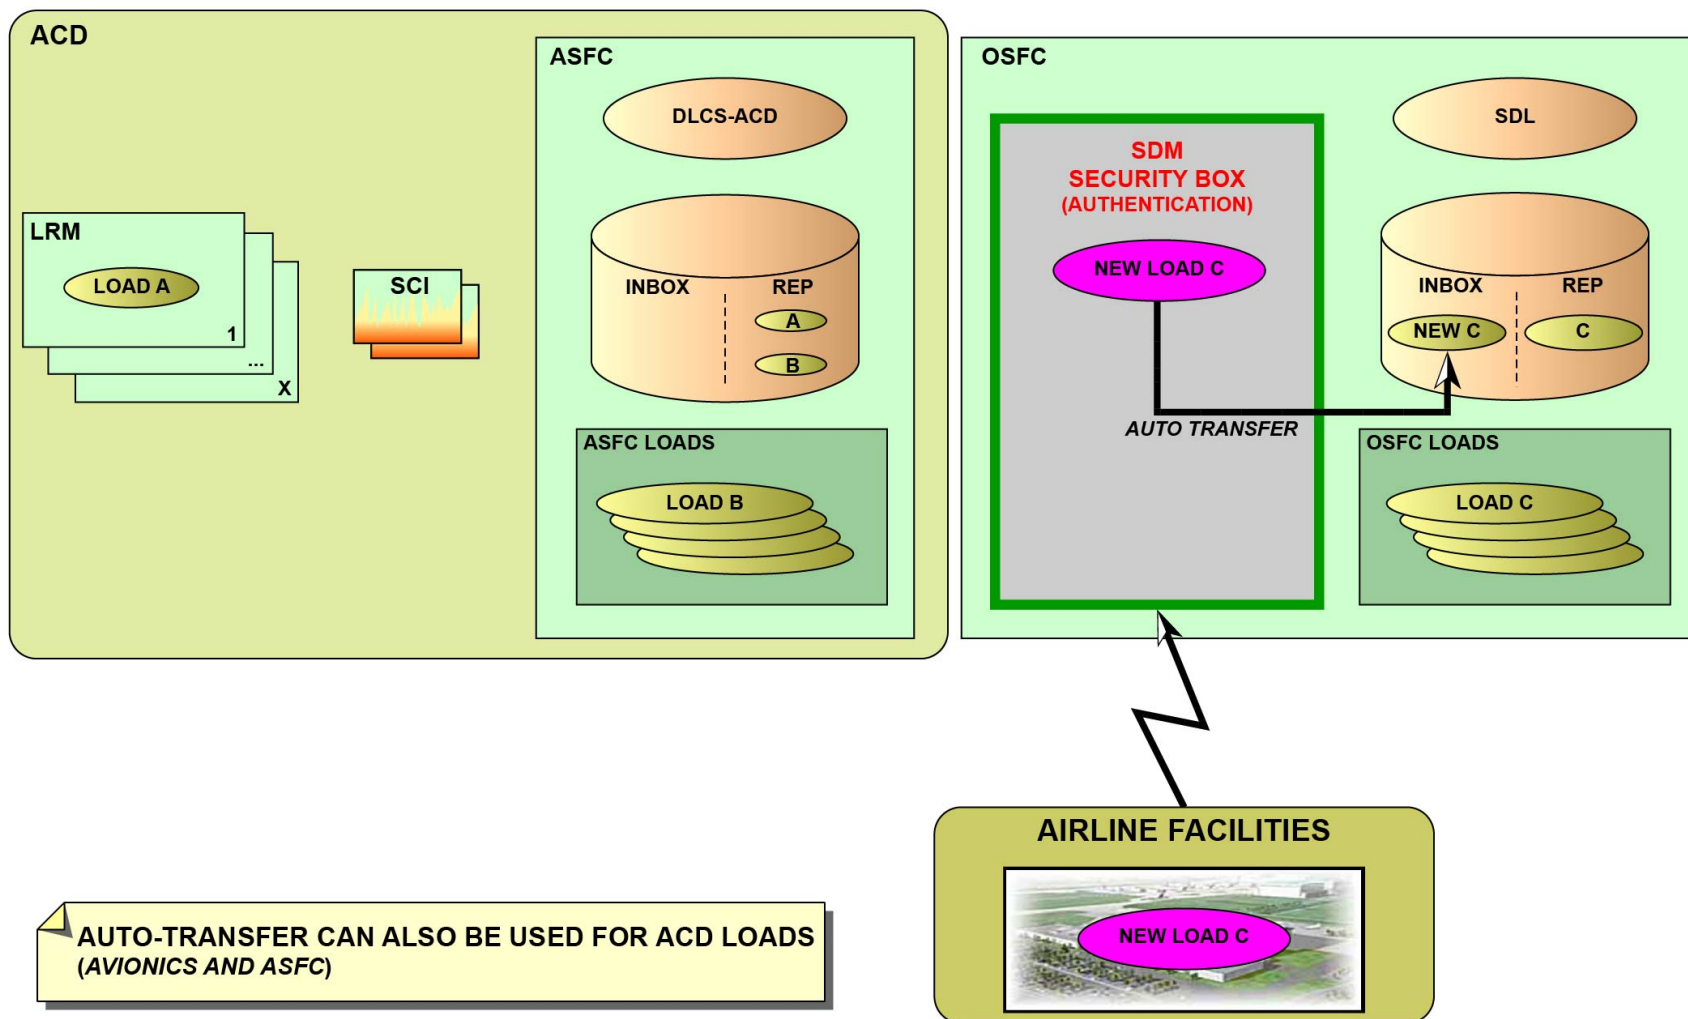 ACD
LRM
LOAD A
1
...
X
SCI
ASFC
DLCS-ACD
INBOX
REP
A
B
ASFC LOADS
LOAD B
OSFC
SDM
SECURITY BOX
(AUTHENTICATION)
NEW LOAD C
AUTO TRANSFER
SDL
INBOX
REP
NEW C
C
OSFC LOADS
LOAD C
AIRLINE FACILITIES
NEW LOAD C
AUTO-TRANSFER CAN ALSO BE USED FOR ACD LOADS
(AVIONICS AND ASFC)